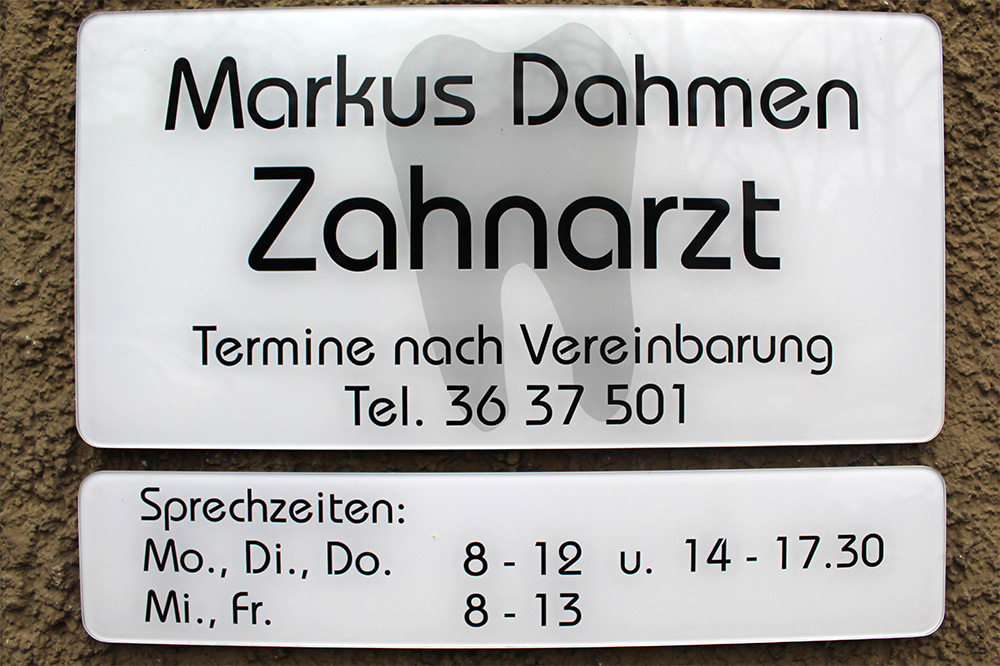 Markus Dahmen
Zahnarzt
Termine nach Vereinbarung
Tel. 36 37 501
Sprechzeiten:
Mo., Di., Do. 8 - 12 u. 14 - 17.30
Mi., Fr. 8 - 13